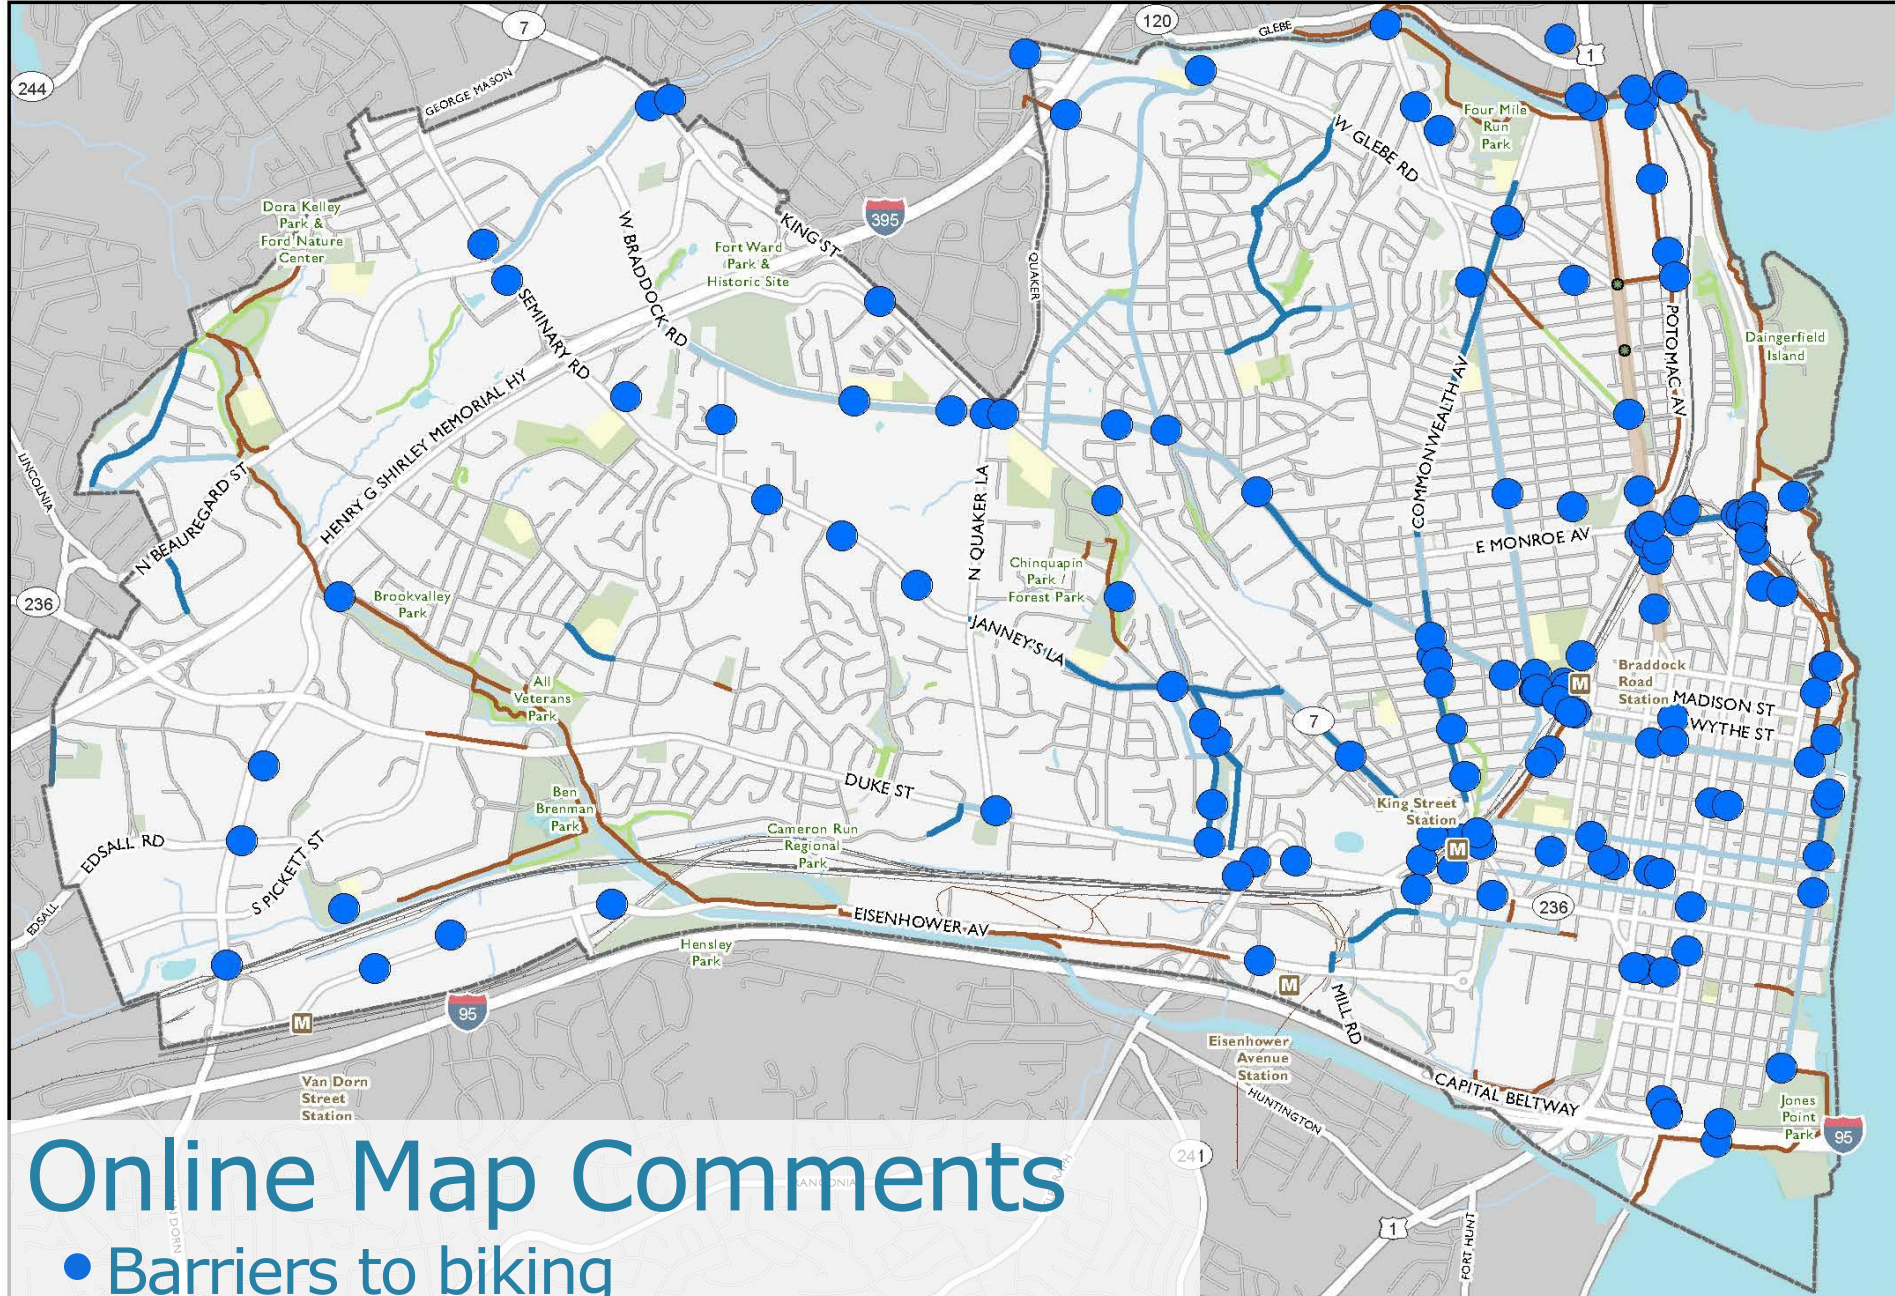 7
120
GLEBE
1
244
GEORGE MASON
Four Mile
Run
Park
W GLEBE RD
Dora Kelley
Park &
Ford Nature
Center
395
KING ST
W BRADDOCK RD
Fort Ward
Park &
Historic Site
QUAKER
SEMINARY RD
POTOMAC AV
Daingerfield
Island
COMMONWEALTH AV
HENRY G SHIRLEY MEMORIAL HY
LINCOLNIA
N BEAUREGARD ST
N QUAKER LA
E MONROE AV
Chinquapin
Park /
Forest Park
236
Brookvalley
Park
JANNEY'S LA
Braddock
Road
Station
M
MADISON ST
WYTHE ST
All
Veterans
Park
7
DUKE ST
Ben
Brenman
Park
King Street
Station
M
Cameron Run
Regional
Park
EDSALL RD
S PICKETT ST
EDSALL
EISENHOWER AV
236
Hensley
Park
M
95
M
MILL RD
Eisenhower
Avenue
Station
Van Dorn
Street
Station
HUNTINGTON
CAPITAL BELTWAY
Jones
Point
Park
95
241
1
FORT HUNT
Online Map Comments
Barriers to biking